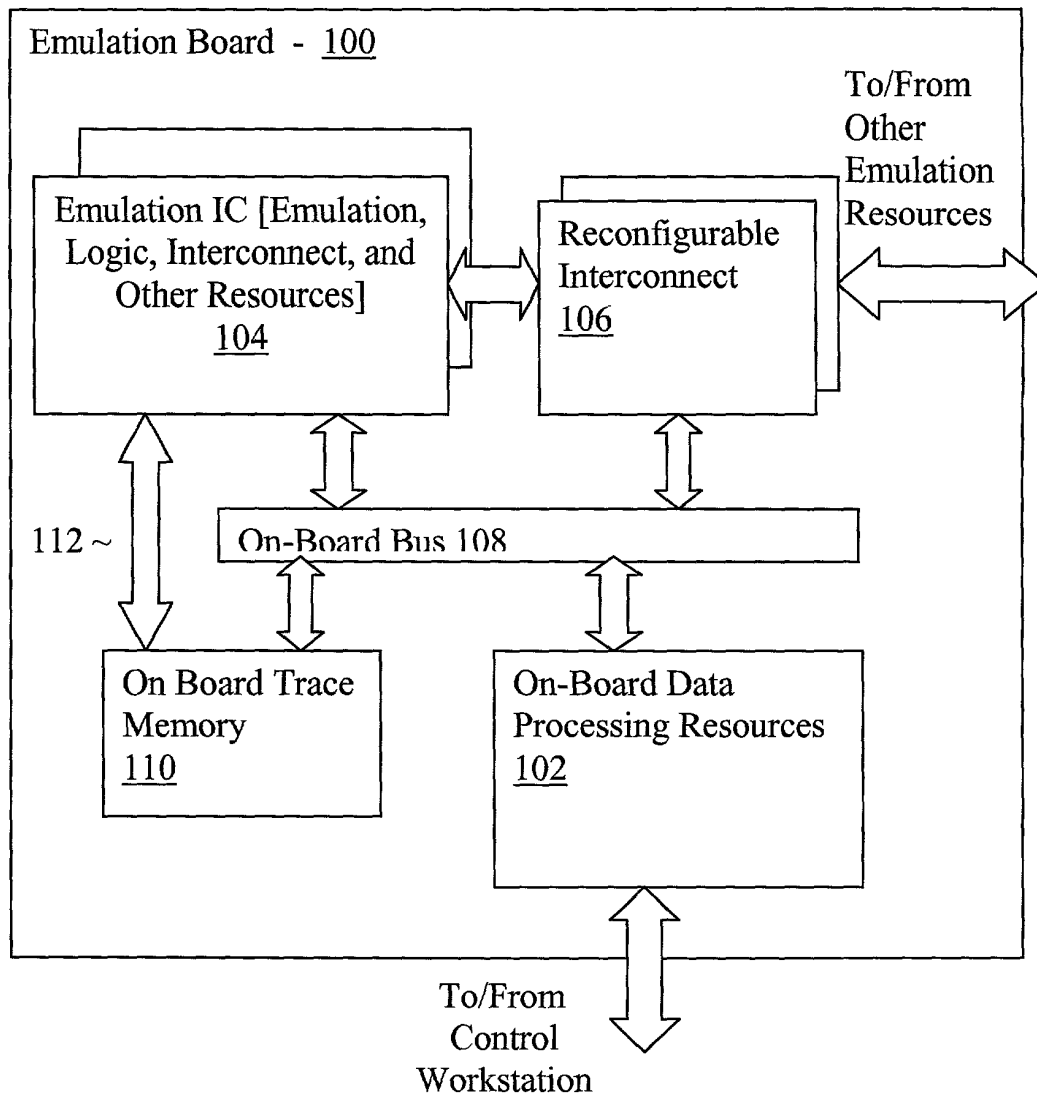 Emulation Board - 100
To/From
Other
Emulation
Resources
Emulation IC [Emulation,
Logic, Interconnect, and
Other Resources]
104
Reconfigurable
Interconnect
106
112 ~
On-Board Bus 108
On Board Trace
Memory
110
On-Board Data
Processing Resources
102
To/From
Control
Workstation